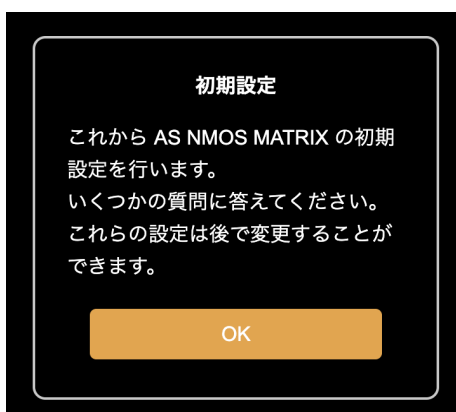 初期設定
これから AS NMOS MATRIX の初期
設定を行います。
いくつかの質問に答えてください。
これらの設定は後で変更することが
できます。
OK